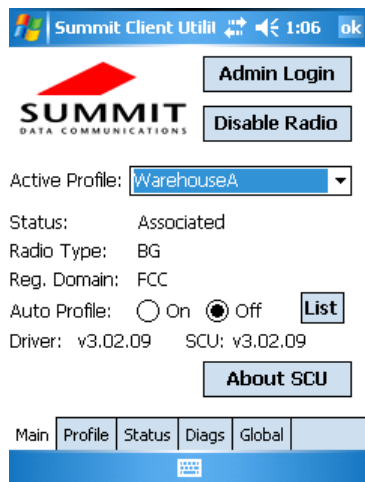 Summit Client Utilit 1:06 ok
Admin Login
SUMMIT
DATA COMMUNICATIONS
Disable Radio
Active Profile: WarehouseA
Status: Associated
Radio Type: BG
Reg. Domain: FCC
Auto Profile: On Off List
Driver: v3.02.09 SCU: v3.02.09
About SCU
Main Profile Status Diags Global